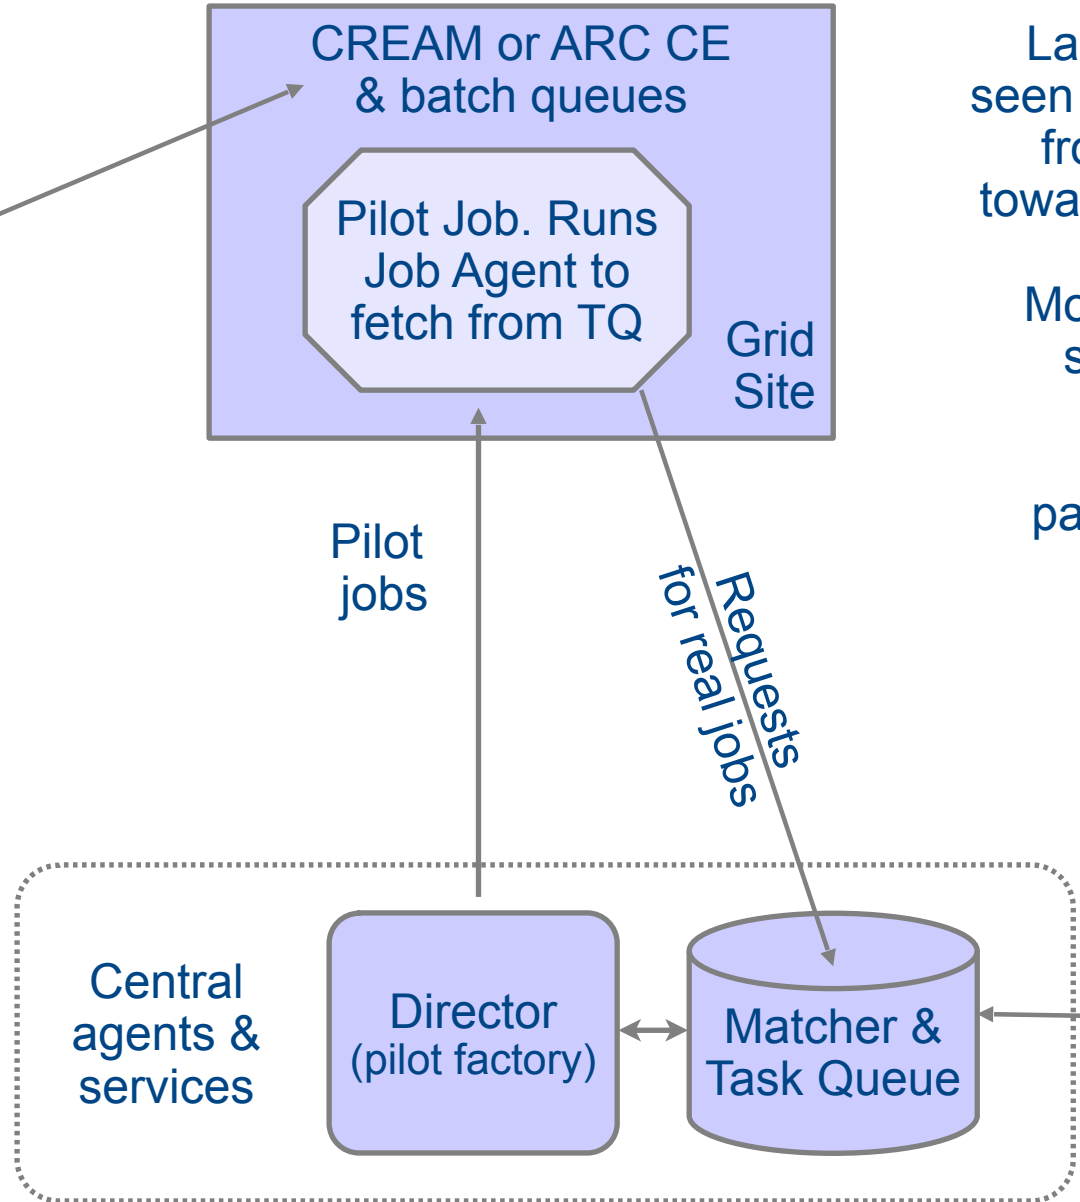 CREAM or ARC CE
& batch queues
Pilot Job. Runs
Job Agent to
fetch from TQ
Grid
Site
seen
Pilot
jobs
Requests
for real jobs
Central
agents &
services
Director
(pilot factory)
Matcher &
Task Queue